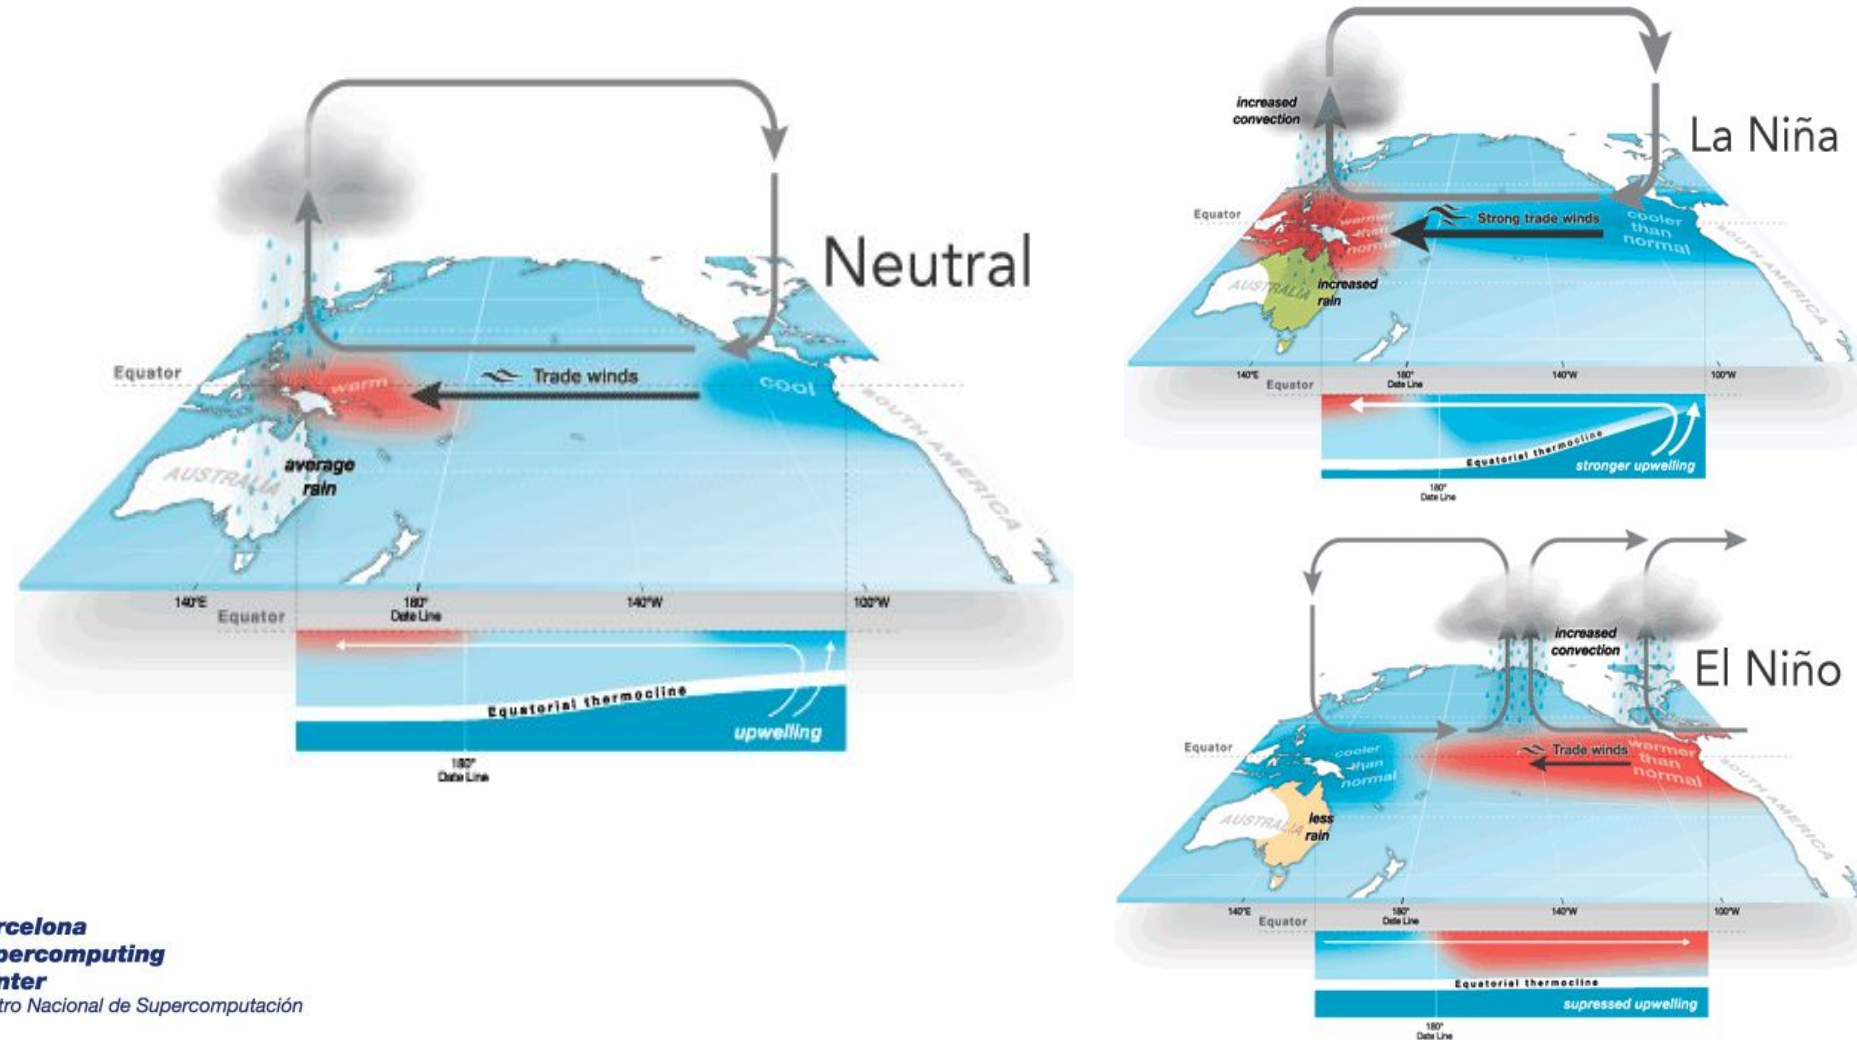 Neutral
Equator
warm
Trade winds
cool
AUSTRALIA
average
rain
SOUTH AMERICA
140°E
180°
Date Line
140°W
100°W
Equator
Equatorial thermocline
upwelling
180°
Date Line
La Niña
increased
convection
Equator
warmer
than
normal
Strong trade winds
cooler
than
normal
AUSTRALIA
increased
rain
SOUTH AMERICA
140°E
180°
Date Line
140°W
100°W
Equator
Equatorial thermocline
stronger upwelling
180°
Date Line
El Niño
increased
convection
Equator
cooler
than
normal
Trade winds
warmer
than
normal
AUSTRALIA
less
rain
SOUTH AMERICA
140°E
180°
Date Line
140°W
100°W
Equator
Equatorial thermocline
supressed upwelling
180°
Date Line
rcelona
percomputing
nter
tro Nacional de Supercomputación